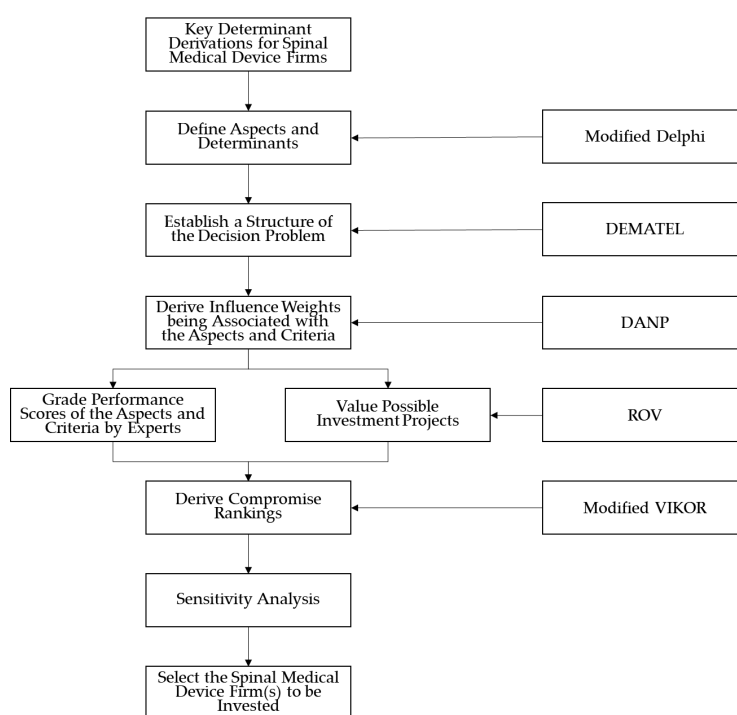 Key Determinant
Derivations for Spinal
Medical Device Firms
Define Aspects and
Determinants
Modified Delphi
Establish a Structure of
the Decision Problem
DEMATEL
Derive Influence Weights
being Associated with
the Aspects and Criteria
DANP
Grade Performance
Scores of the Aspects and
Criteria by Experts
Value Possible
Investment Projects
ROV
Derive Compromise
Rankings
Modified VIKOR
Sensitivity Analysis
Select the Spinal Medical
Device Firm(s) to be
Invested